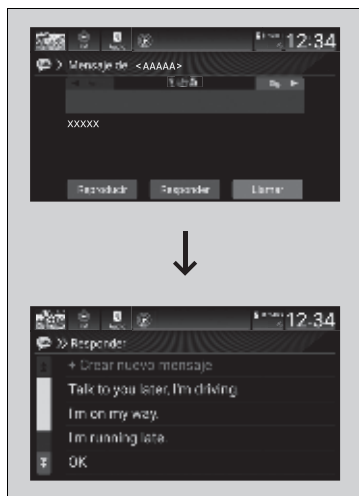 12:34
Mensaje de <AAAAA>
xxxxx
Reproducir Responder Llamar
12:34
Responder
+ Crear nuevo mensaje
Talk to you later, I'm driving.
I'm on my way.
I'm running late.
OK